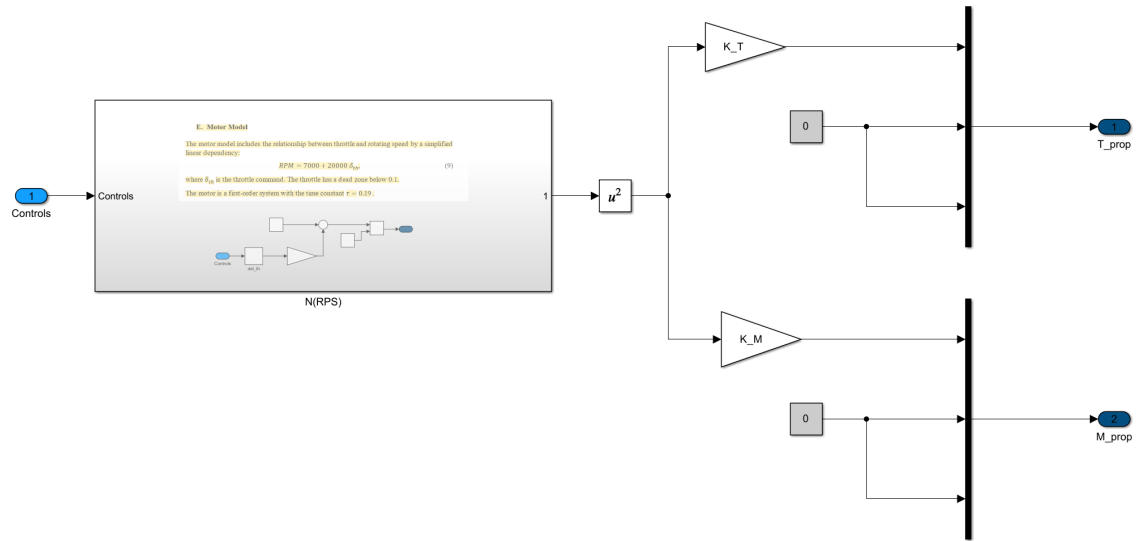 K_T
0
1
T_prop
E. Motor Model
The motor model includes the relationship between throttle and rotating speed by a simplified
linear dependency:
RPM = 7000 + 20000 δ_th, (9)
where δ_th is the throttle command. The throttle has a dead zone below 0.1.
The motor is a first-order system with the time constant τ = 0.19.
1
Controls
Controls
1
u²
Controls
del_th
N(RPS)
K_M
0
2
M_prop